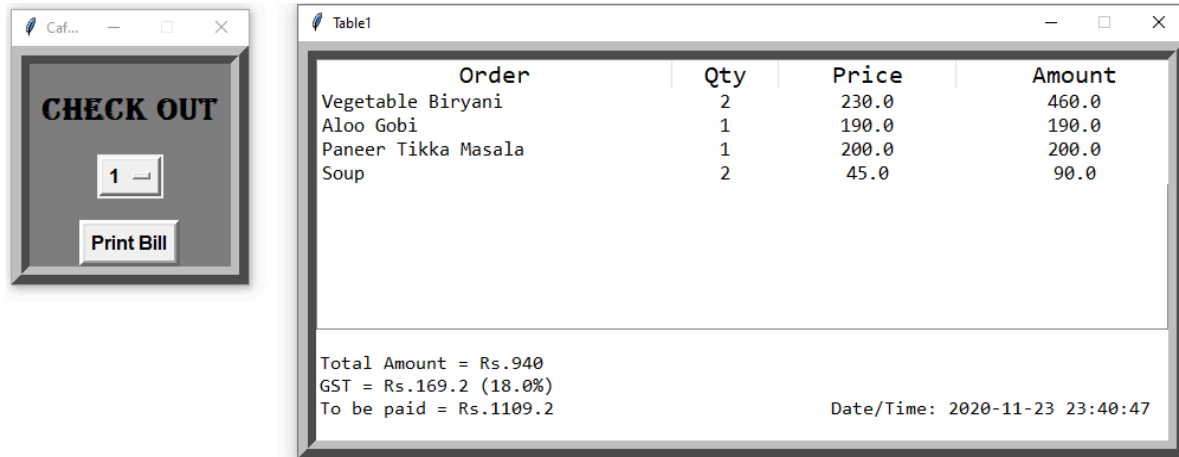 Caf...
CHECK OUT
1
Print Bill
Table1
Order Qty Price Amount
Vegetable Biryani 2 230.0 460.0
Aloo Gobi 1 190.0 190.0
Paneer Tikka Masala 1 200.0 200.0
Soup 2 45.0 90.0
Total Amount = Rs.940
GST = Rs.169.2 (18.0%)
To be paid = Rs.1109.2 Date/Time: 2020-11-23 23:40:47